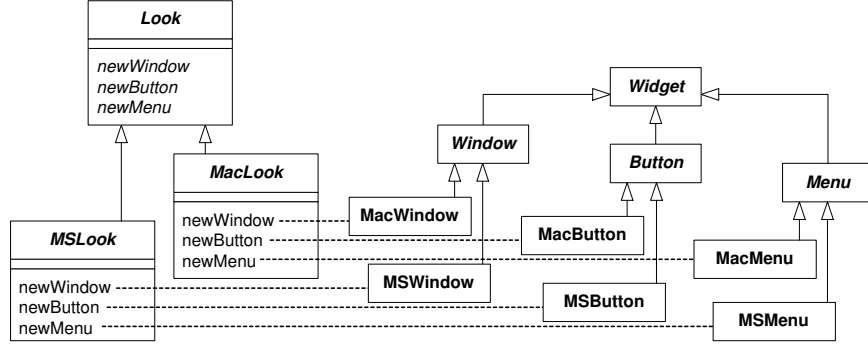 Look
newWindow
newButton
newMenu
Widget
Window
Button
Menu
MacLook
newWindow
newButton
newMenu
MacWindow
MacButton
MacMenu
MSLook
newWindow
newButton
newMenu
MSWindow
MSButton
MSMenu